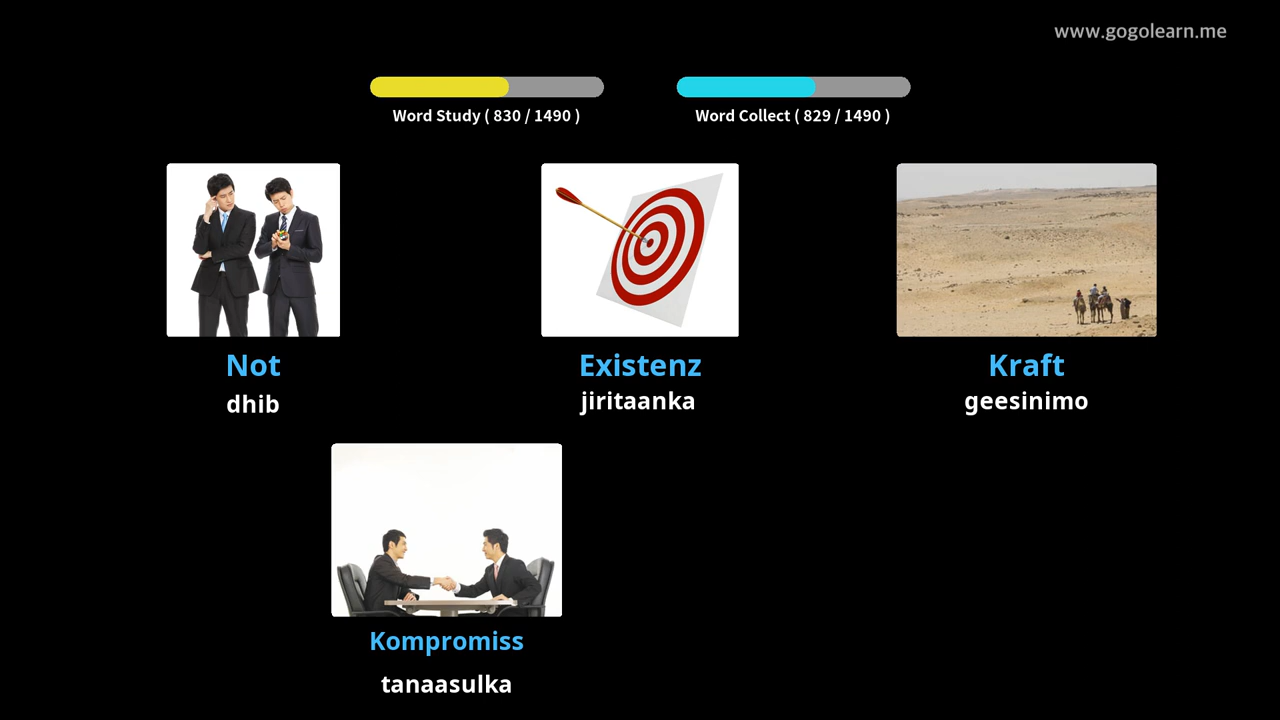 www.gogolearn.me
Word Study ( 830 / 1490 )
Word Collect ( 829 / 1490 )
Not
dhib
Existenz
jiritaanka
Kraft
geesinimo
Kompromiss
tanaasulka